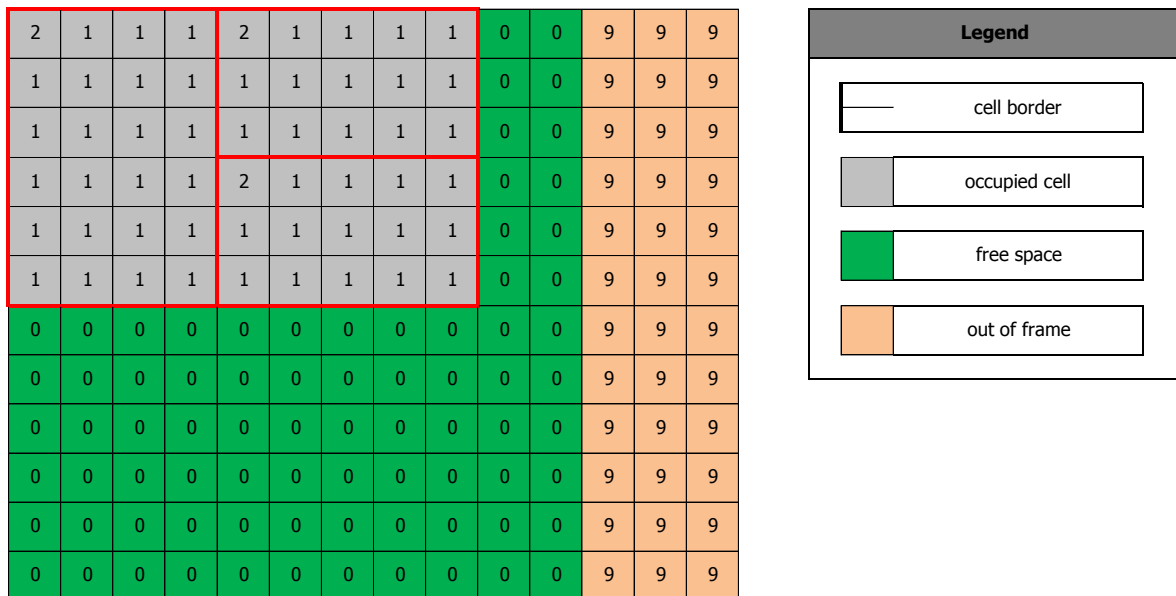 2 1 1 1 2 1 1 1 1 0 0 9 9 9
1 1 1 1 1 1 1 1 1 0 0 9 9 9
1 1 1 1 1 1 1 1 1 0 0 9 9 9
1 1 1 1 2 1 1 1 1 0 0 9 9 9
1 1 1 1 1 1 1 1 1 0 0 9 9 9
1 1 1 1 1 1 1 1 1 0 0 9 9 9
0 0 0 0 0 0 0 0 0 0 0 9 9 9
0 0 0 0 0 0 0 0 0 0 0 9 9 9
0 0 0 0 0 0 0 0 0 0 0 9 9 9
0 0 0 0 0 0 0 0 0 0 0 9 9 9
0 0 0 0 0 0 0 0 0 0 0 9 9 9
0 0 0 0 0 0 0 0 0 0 0 9 9 9
Legend
cell border
occupied cell
free space
out of frame